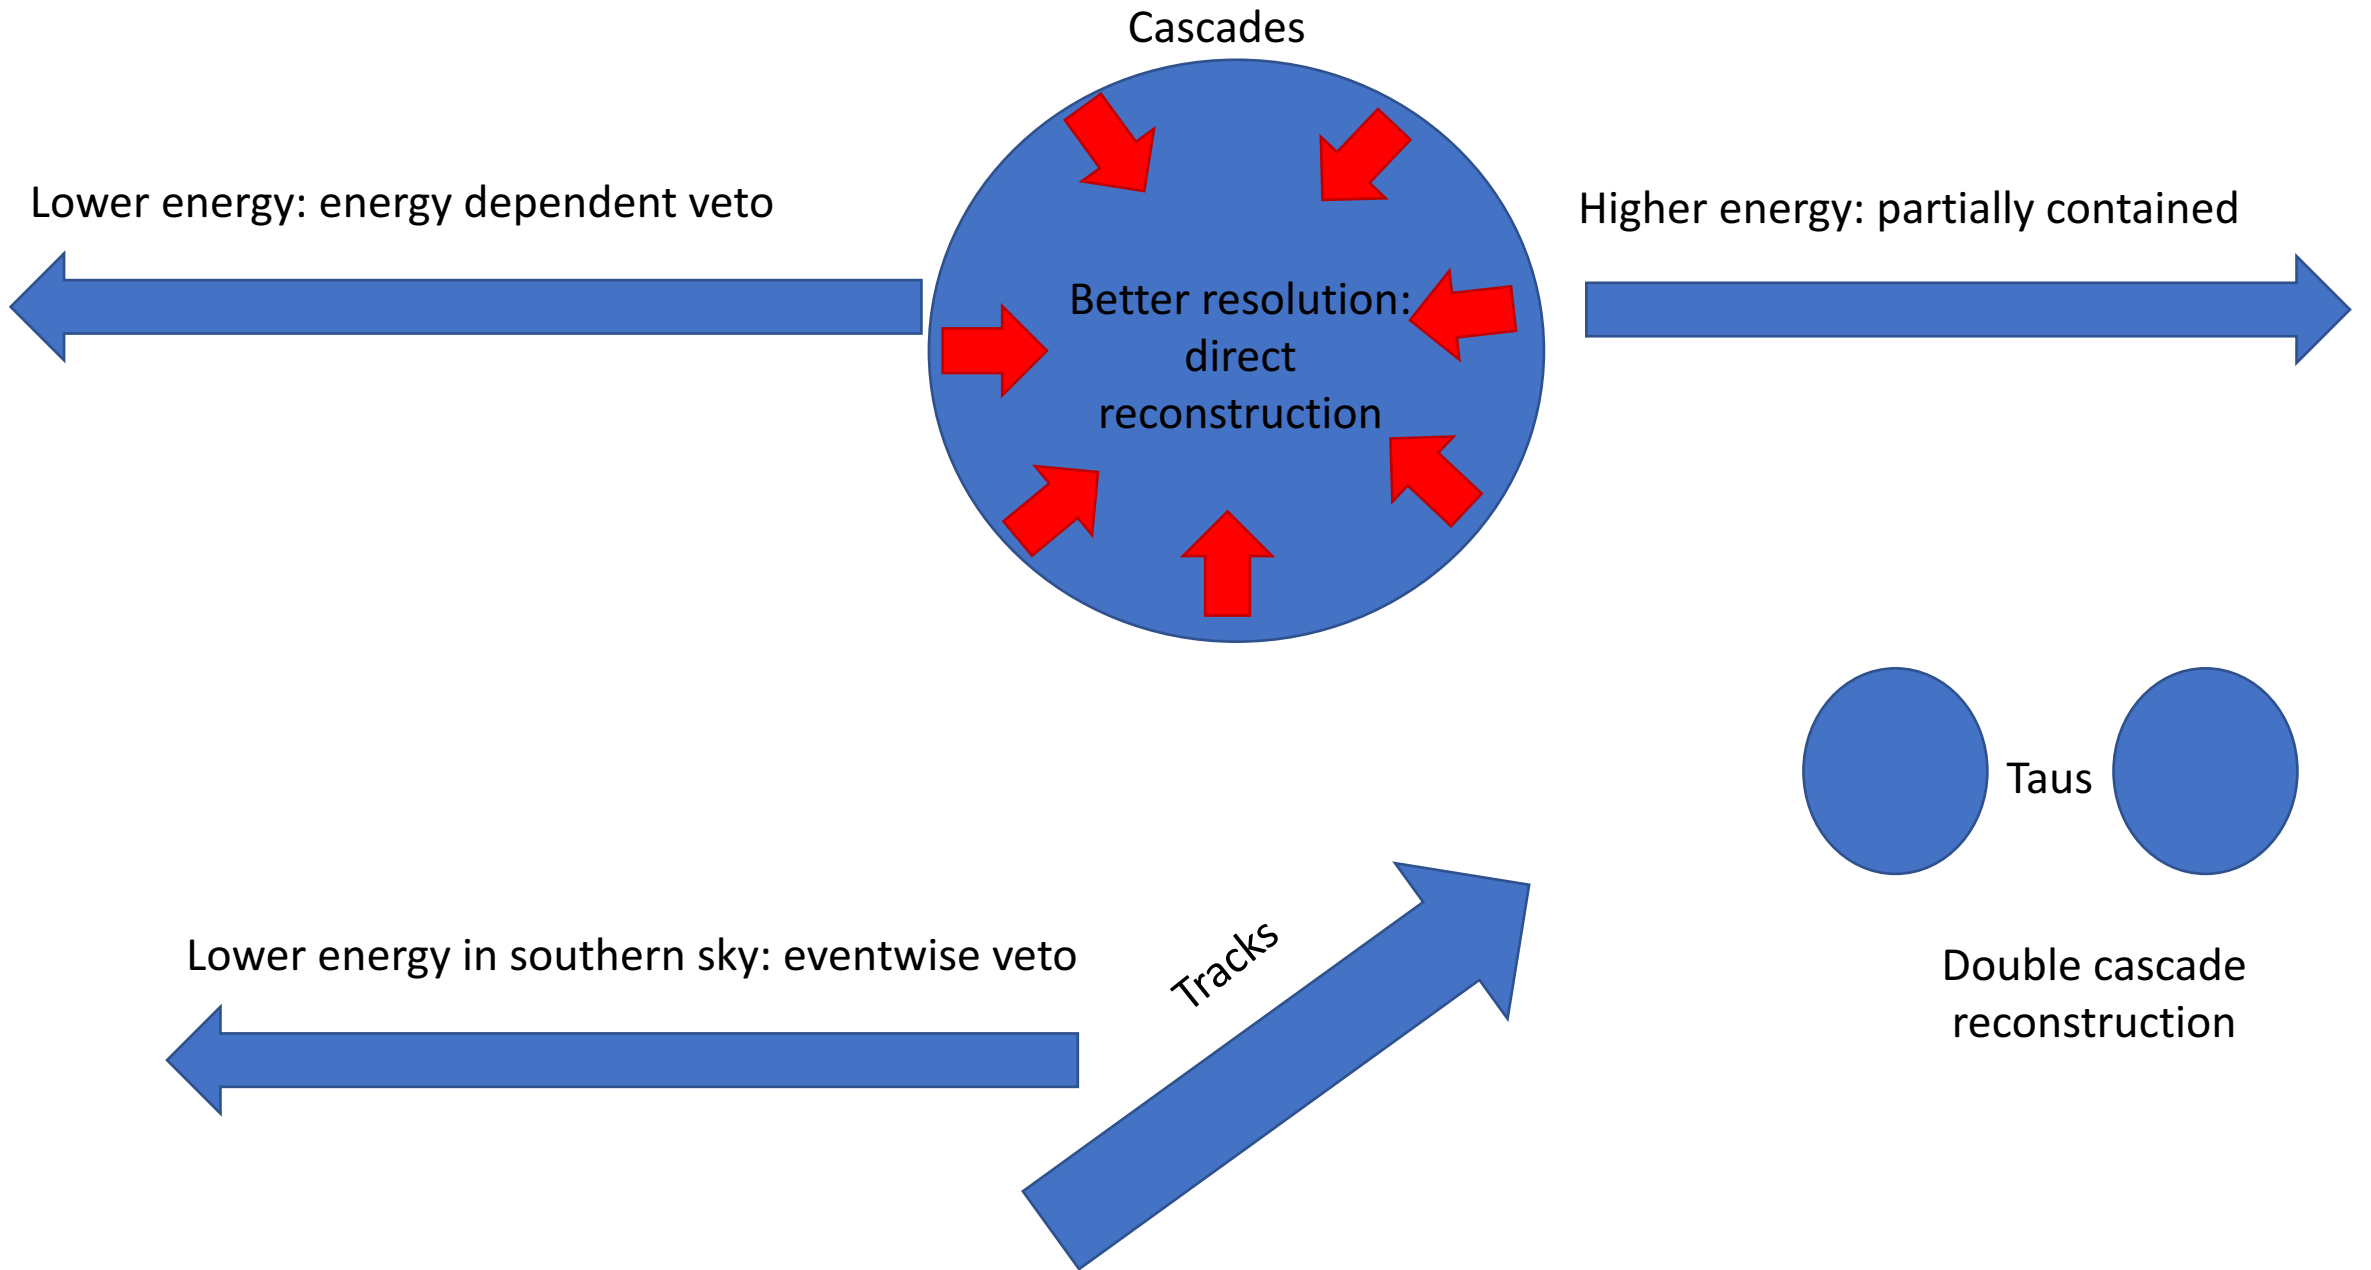 Cascades
Lower energy: energy dependent veto
Higher energy: partially contained
Better resolution:
direct
reconstruction
Taus
Tracks
Lower energy in southern sky: eventwise veto
Double cascade
reconstruction